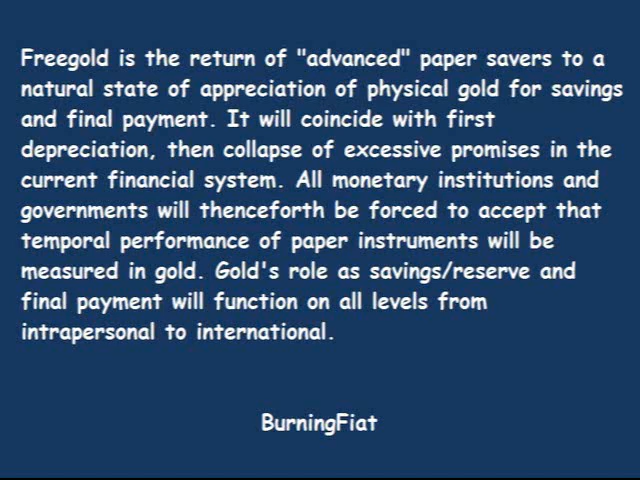 Freegold is the return of "advanced" paper savers to a
natural state of appreciation of physical gold for savings
and final payment. It will coincide with first
depreciation, then collapse of excessive promises in the
current financial system. All monetary institutions and
governments will thenceforth be forced to accept that
temporal performance of paper instruments will be
measured in gold. Gold's role as savings/reserve and
final payment will function on all levels from
intrapersonal to international.
BurningFiat